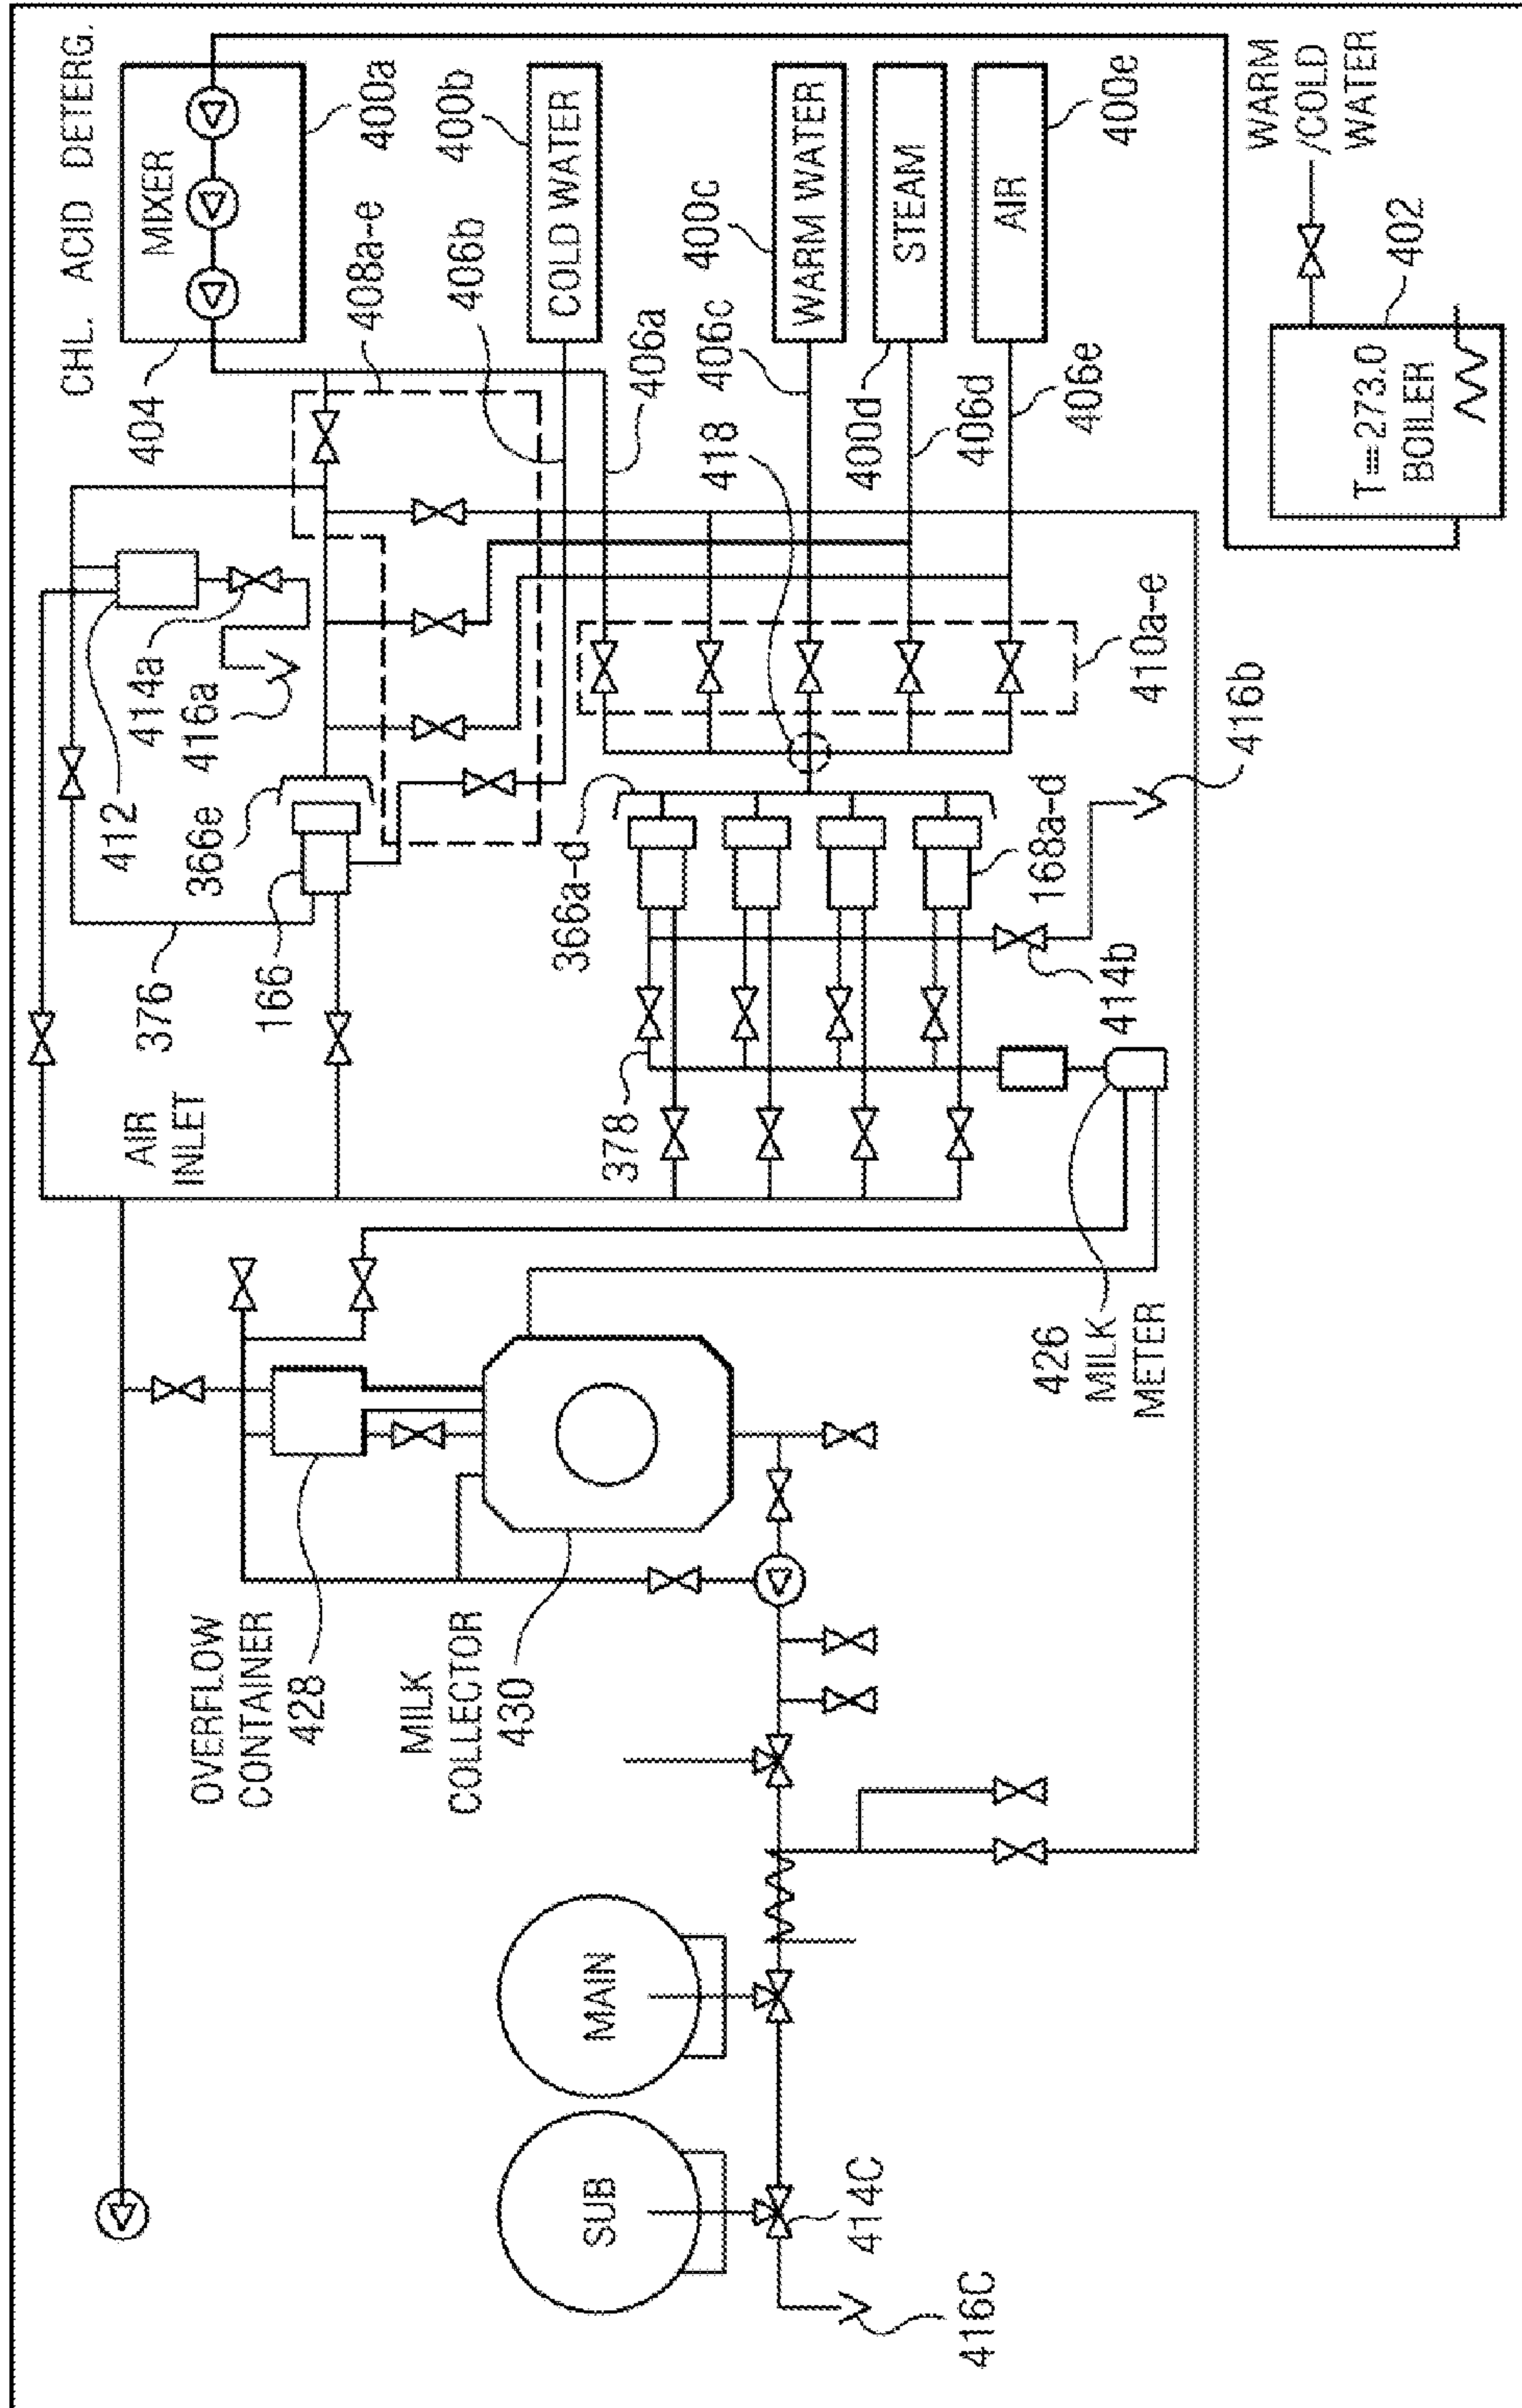 CHL. ACID DETERG.
404
MIXER
400a
408a-e
406b
COLD WATER
400b
406a
412
414a
416a
366e
376
166
AIR
INLET
418
406c
WARM WATER
400c
400d
STEAM
406d
406e
AIR
400e
366a-d
168a-d
410a-e
416b
378
414b
WARM
/COLD
WATER
402
T==273.0
BOILER
OVERFLOW
CONTAINER
428
MILK
COLLECTOR
430
426
MILK
METER
SUB
MAIN
414C
416C